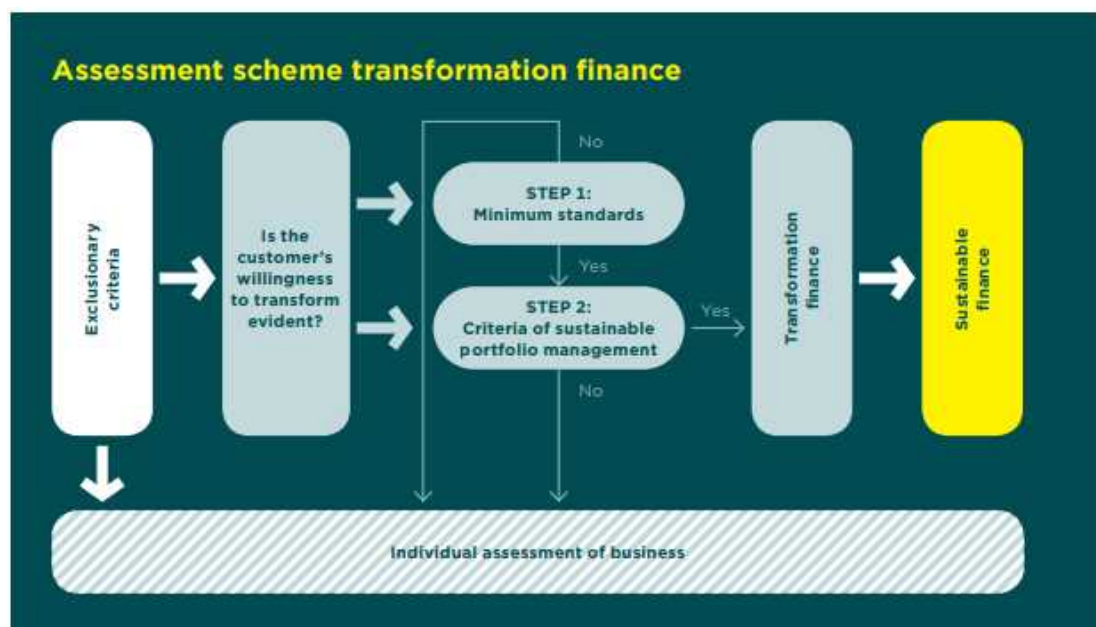 Assessment scheme transformation finance
Exclusionary
criteria
Is the
customer's
willingness
to transform
evident?
No
STEP 1:
Minimum standards
Yes
STEP 2:
Criteria of sustainable
portfolio management
Yes
No
Transformation
finance
Sustainable
finance
Individual assessment of business